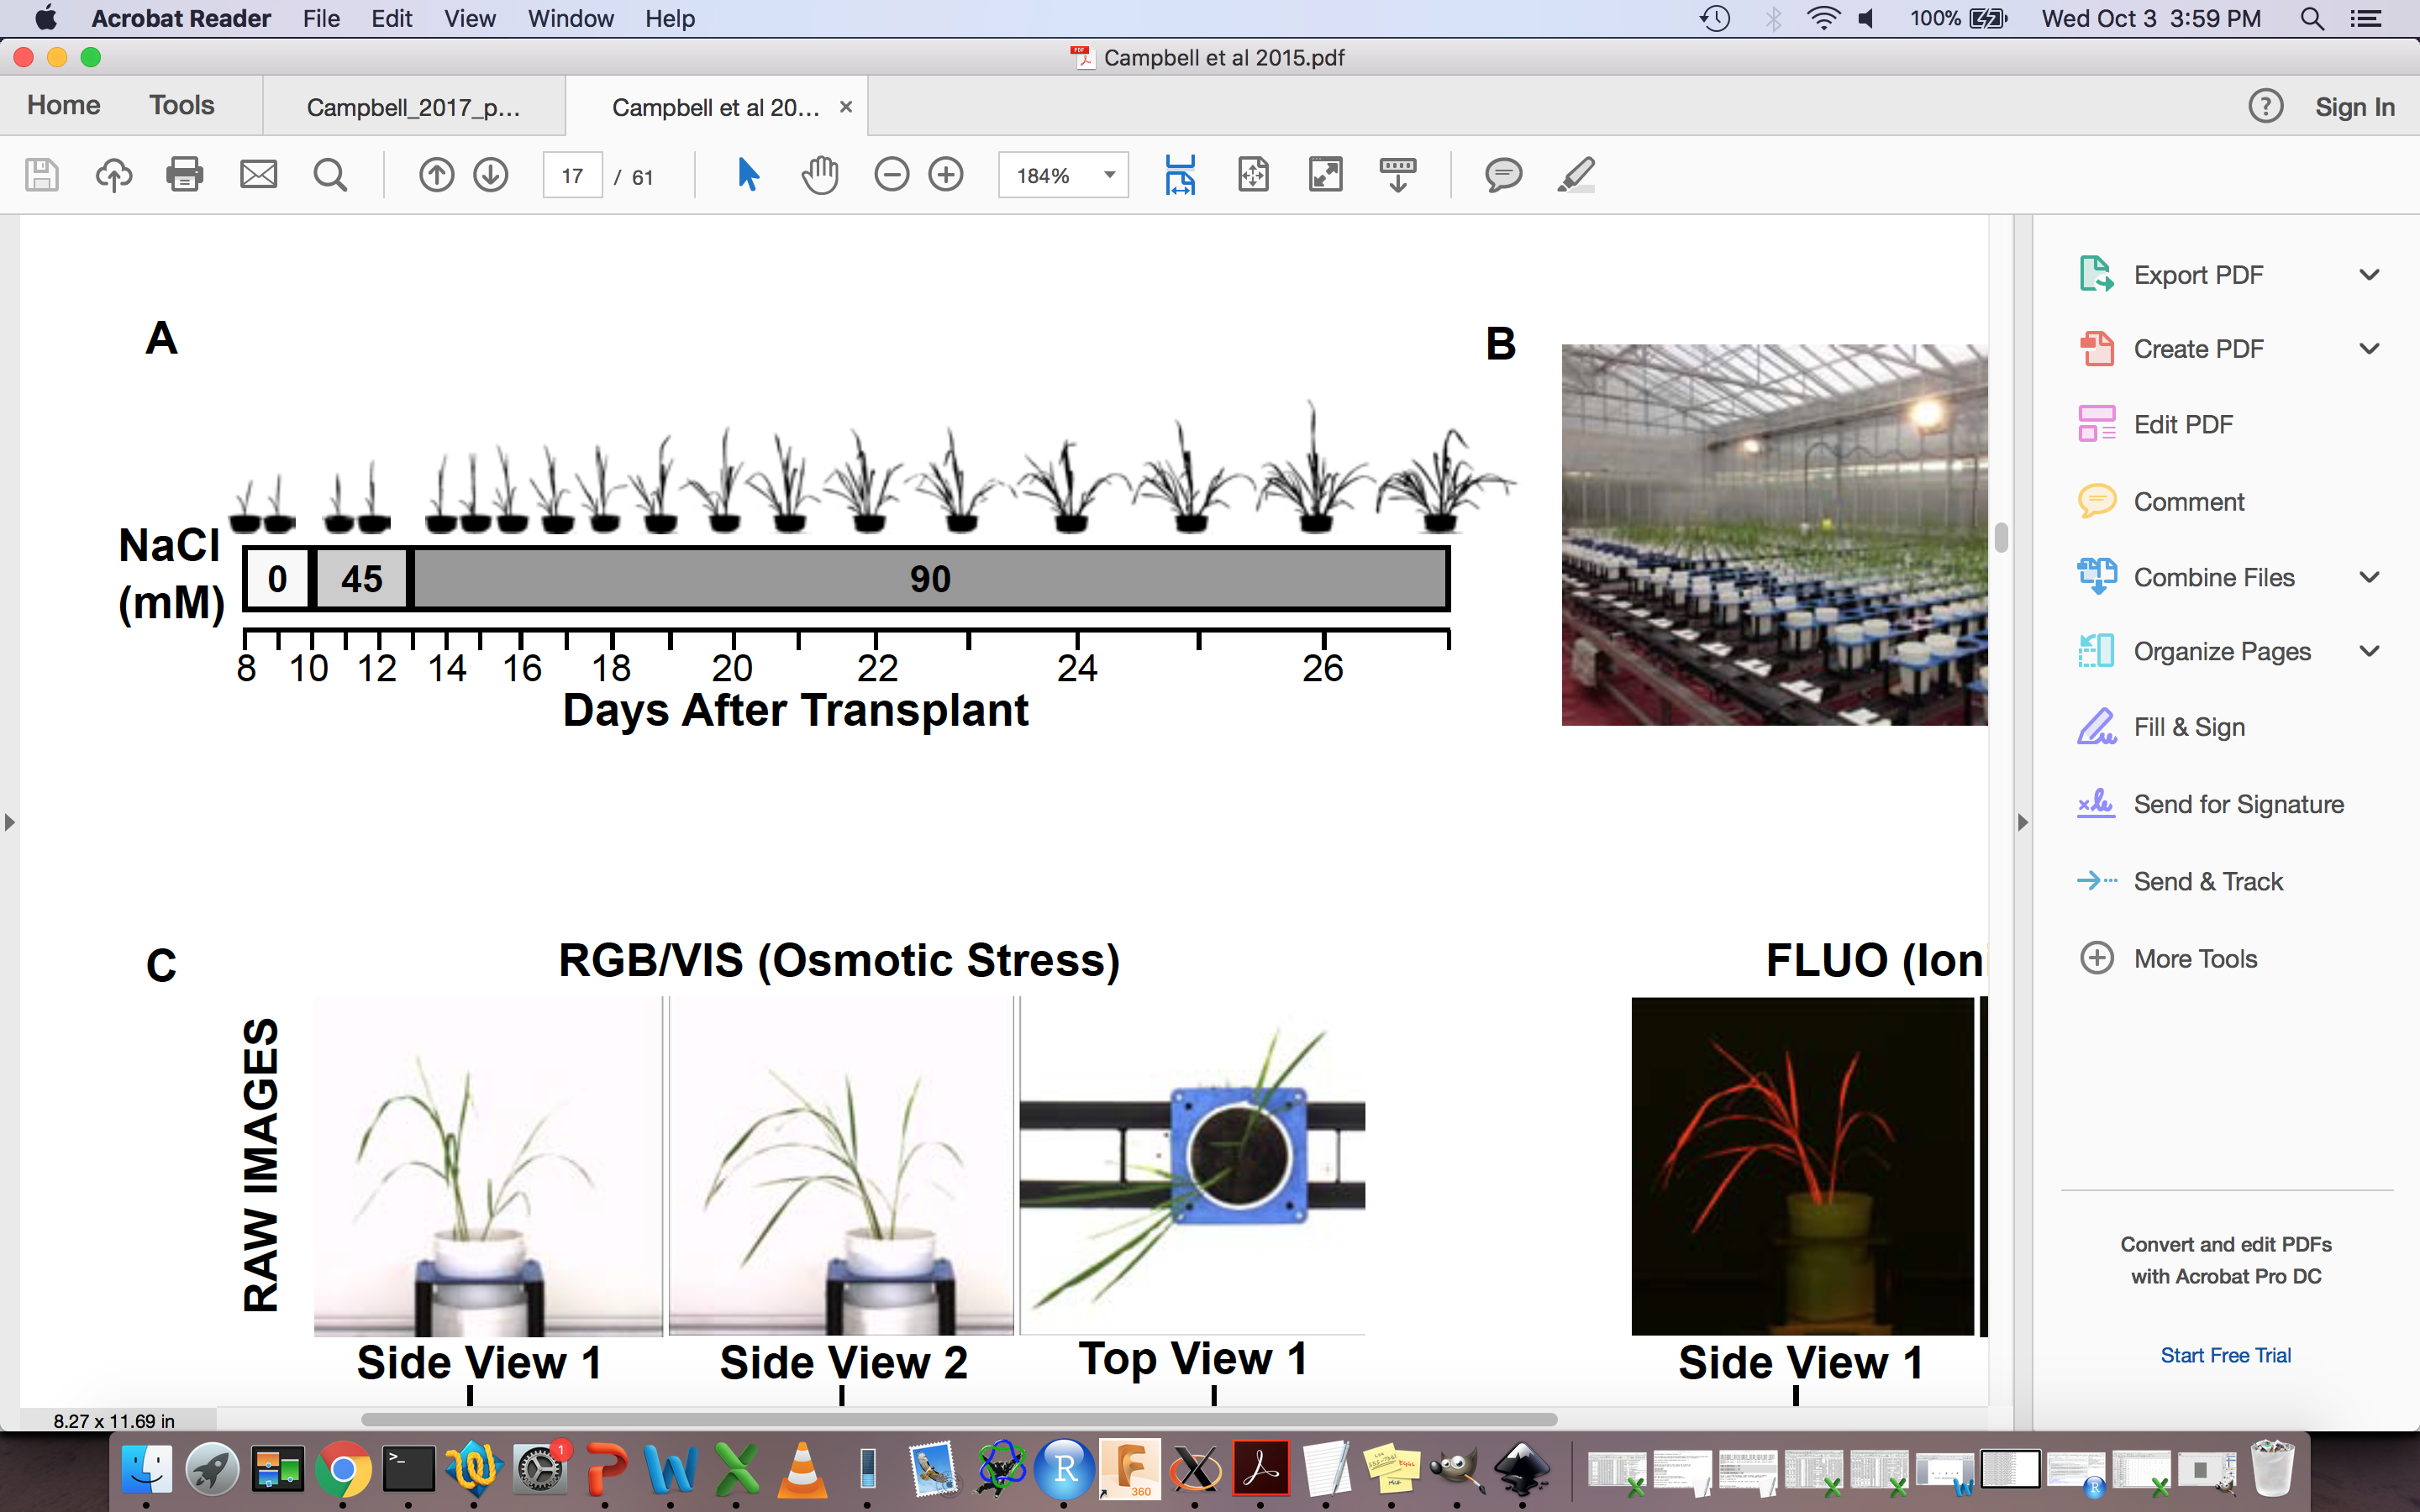 Acrobat Reader File Edit View Window Help 100% Wed Oct 3 3:59 PM
Campbell et al 2015.pdf
Home Tools Campbell_2017_p... Campbell et al 20... × ? Sign In
17 / 61 184%
Export PDF
Create PDF
Edit PDF
Comment
Combine Files
Organize Pages
Fill & Sign
Send for Signature
Send & Track
More Tools
Convert and edit PDFs
with Acrobat Pro DC
Start Free Trial
A
B
NaCl
(mM)
0 45 90
8 10 12 14 16 18 20 22 24 26
Days After Transplant
C
RGB/VIS (Osmotic Stress)
FLUO (Ion
RAW IMAGES
Side View 1
Side View 2
Top View 1
Side View 1
8.27 x 11.69 in
1
R
360